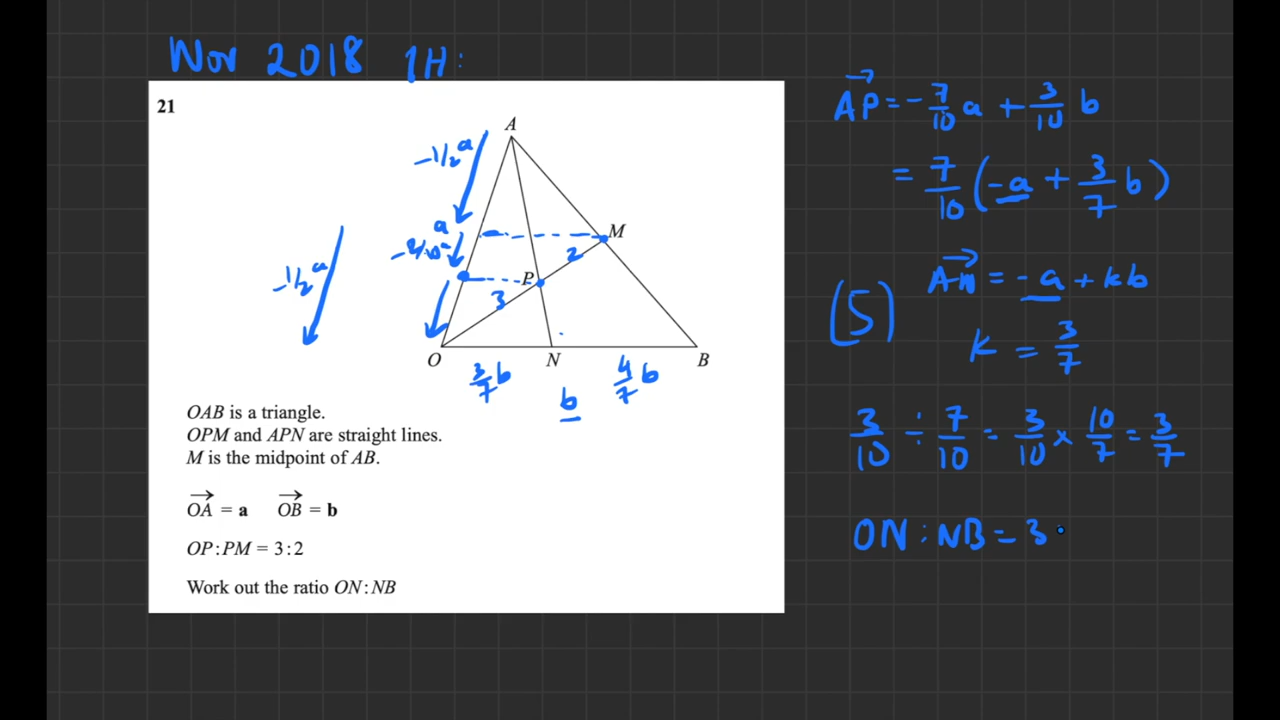 Nov 2018 1H:
21
A
-1/2 a
a
M
2
-1/2 a
P
3
O
N
B
3/7 b
4/7 b
b
OAB is a triangle.
OPM and APN are straight lines.
M is the midpoint of AB.
OA = a OB = b
OP : PM = 3 : 2
Work out the ratio ON : NB
AP = -7/10 a + 3/10 b
= 7/10 (-a + 3/7 b)
AN = -a + kb
(5)
k = 3/7
3/10 ÷ 7/10 = 3/10 × 10/7 = 3/7
ON : NB = 3